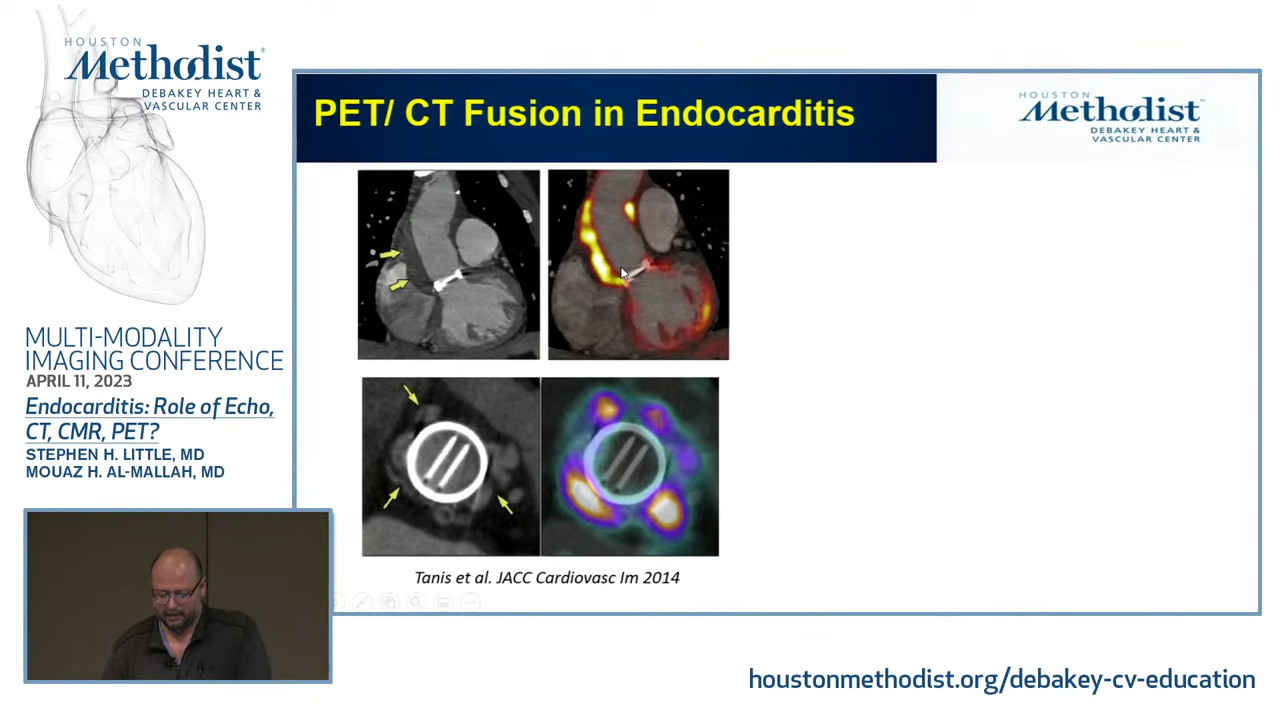 HOUSTON
Methodist
DEBAKEY HEART &
VASCULAR CENTER
MULTI-MODALITY
IMAGING CONFERENCE
APRIL 11, 2023
Endocarditis: Role of Echo,
CT, CMR, PET?
STEPHEN H. LITTLE, MD
MOUAZ H. AL-MALLAH, MD
PET/ CT Fusion in Endocarditis
HOUSTON
Methodist
DEBAKEY HEART &
VASCULAR CENTER
Tanis et al. JACC Cardiovasc Im 2014
houstonmethodist.org/debakey-cv-education